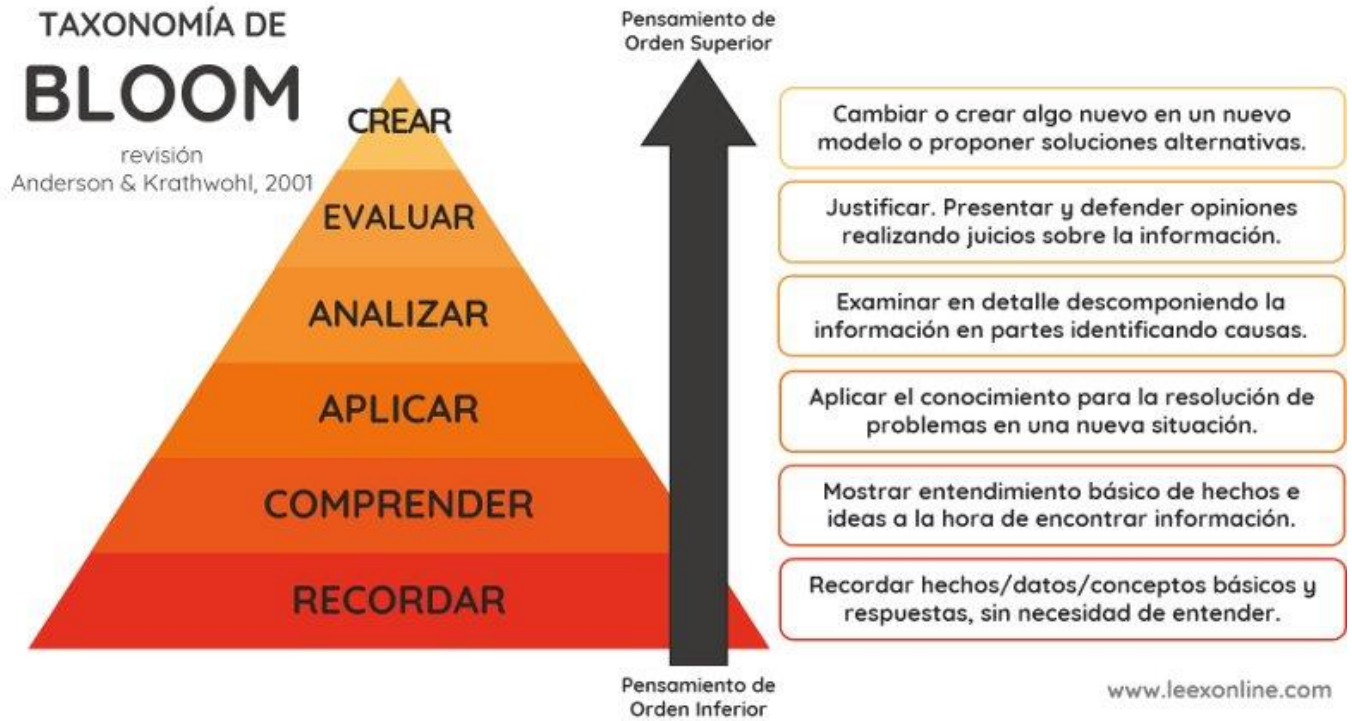 TAXONOMÍA DE
BLOOM
revisión
Anderson & Krathwohl, 2001
CREAR
EVALUAR
ANALIZAR
APLICAR
COMPRENDER
RECORDAR
Pensamiento de
Orden Superior
Pensamiento de
Orden Inferior
Cambiar o crear algo nuevo en un nuevo
modelo o proponer soluciones alternativas.
Justificar. Presentar y defender opiniones
realizando juicios sobre la información.
Examinar en detalle descomponiendo la
información en partes identificando causas.
Aplicar el conocimiento para la resolución de
problemas en una nueva situación.
Mostrar entendimiento básico de hechos e
ideas a la hora de encontrar información.
Recordar hechos/datos/conceptos básicos y
respuestas, sin necesidad de entender.
www.leexonline.com